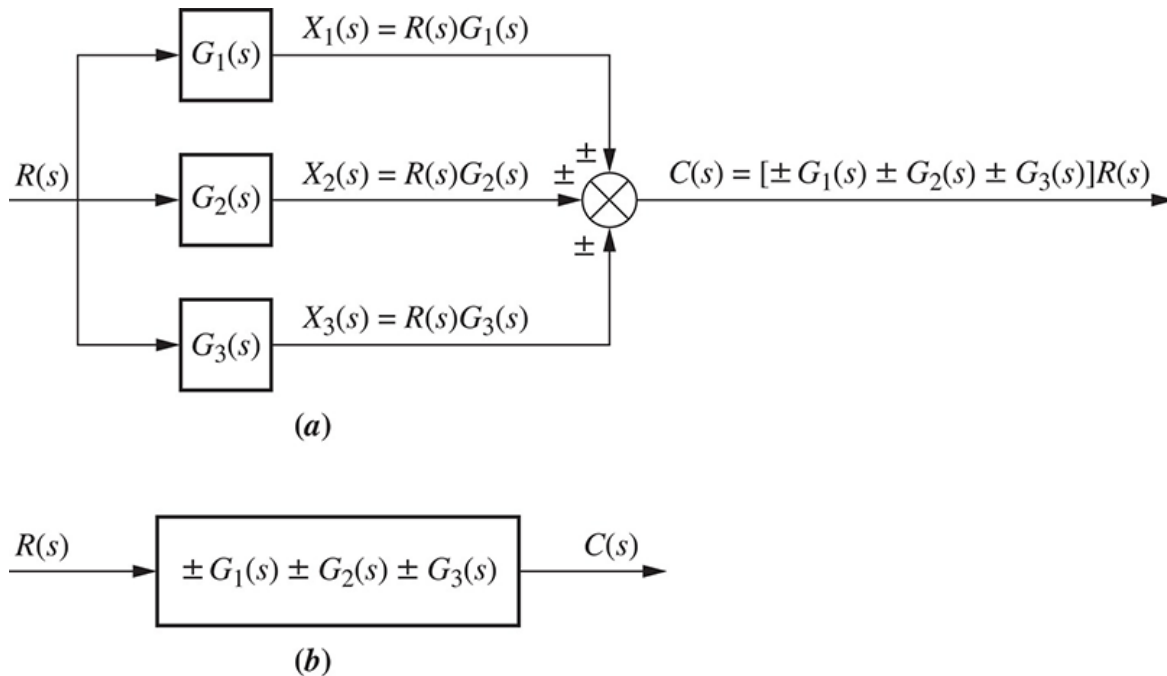 X₁(s) = R(s)G₁(s)
G₁(s)
±
R(s)
G₂(s)
X₂(s) = R(s)G₂(s)
±
C(s) = [± G₁(s) ± G₂(s) ± G₃(s)]R(s)
±
X₃(s) = R(s)G₃(s)
G₃(s)
(a)
R(s)
± G₁(s) ± G₂(s) ± G₃(s)
C(s)
(b)